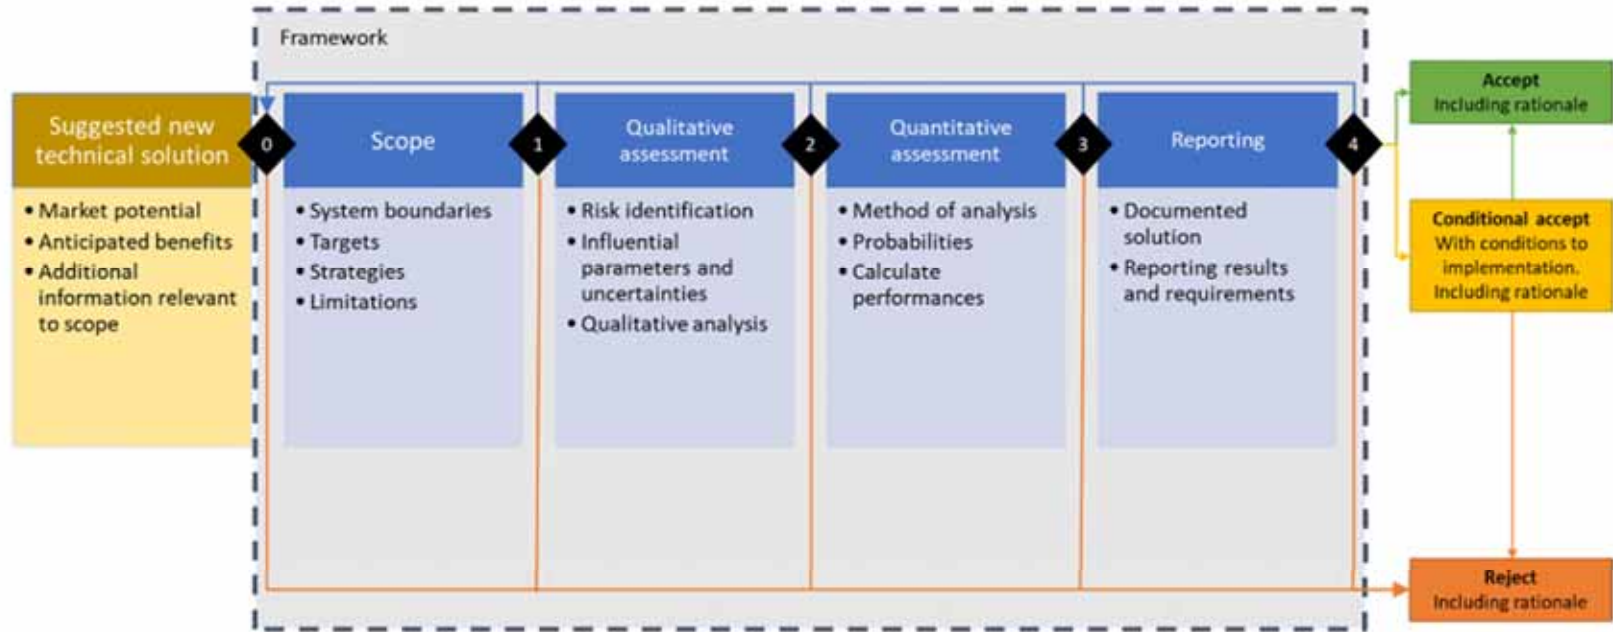 Framework
Suggested new
technical solution
• Market potential
• Anticipated benefits
• Additional
information relevant
to scope
0
Scope
• System boundaries
• Targets
• Strategies
• Limitations
1
Qualitative
assessment
• Risk identification
• Influential
parameters and
uncertainties
• Qualitative analysis
2
Quantitative
assessment
• Method of analysis
• Probabilities
• Calculate
performances
3
Reporting
• Documented
solution
• Reporting results
and requirements
4
Accept
Including rationale
Conditional accept
With conditions to
implementation.
Including rationale
Reject
Including rationale